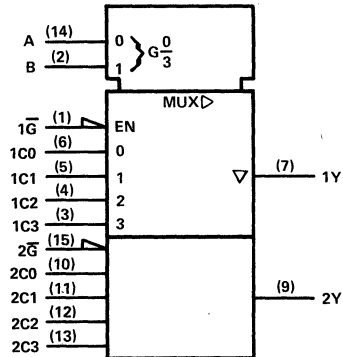 A (14) 0 } G 0/3
B (2) 1
MUX ▷
1G̅ (1) EN
1C0 (6) 0
1C1 (5) 1 ▽ (7) 1Y
1C2 (4) 2
1C3 (3) 3
2G̅ (15)
2C0 (10)
2C1 (11) (9) 2Y
2C2 (12)
2C3 (13)